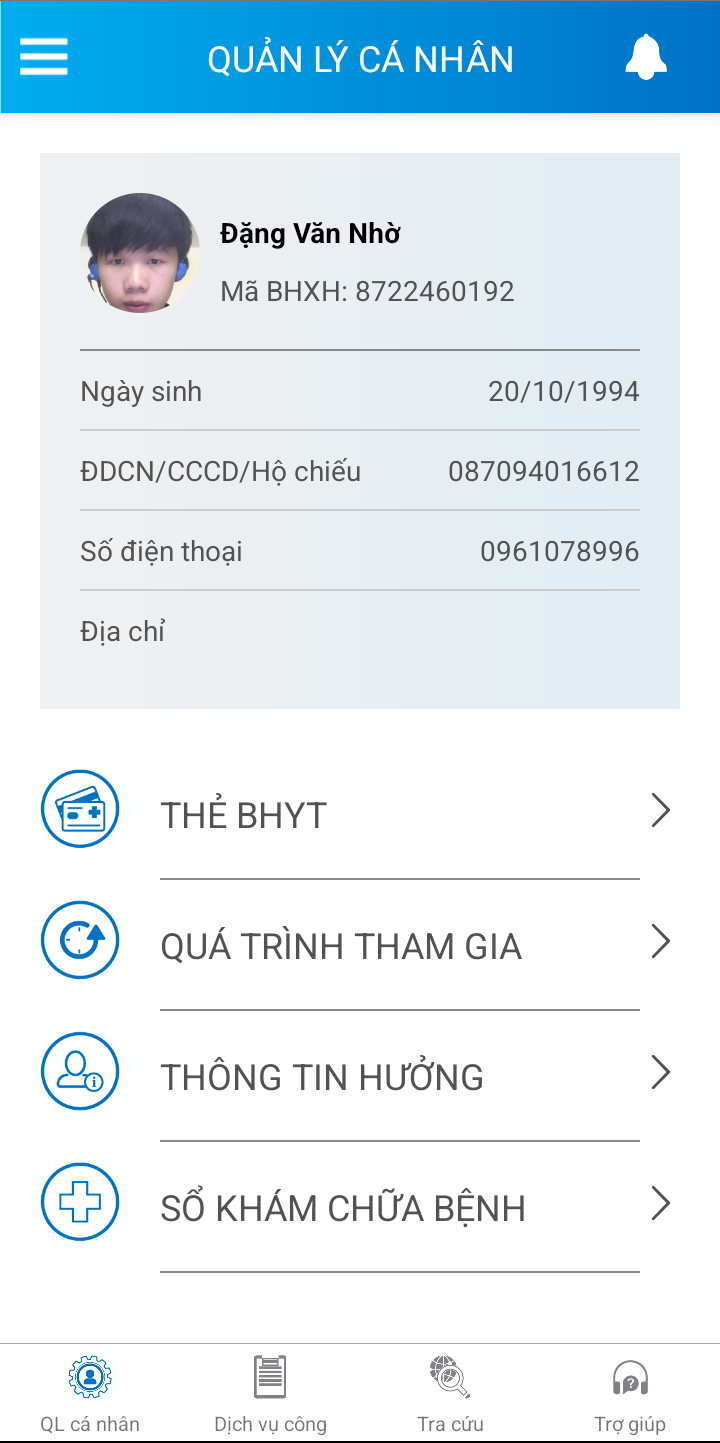 QUẢN LÝ CÁ NHÂN
Đặng Văn Nhờ
Mã BHXH: 8722460192
Ngày sinh 20/10/1994
ĐDCN/CCCD/Hộ chiếu 087094016612
Số điện thoại 0961078996
Địa chỉ
THẺ BHYT
QUÁ TRÌNH THAM GIA
THÔNG TIN HƯỞNG
SỔ KHÁM CHỮA BỆNH
QL cá nhân Dịch vụ công Tra cứu Trợ giúp